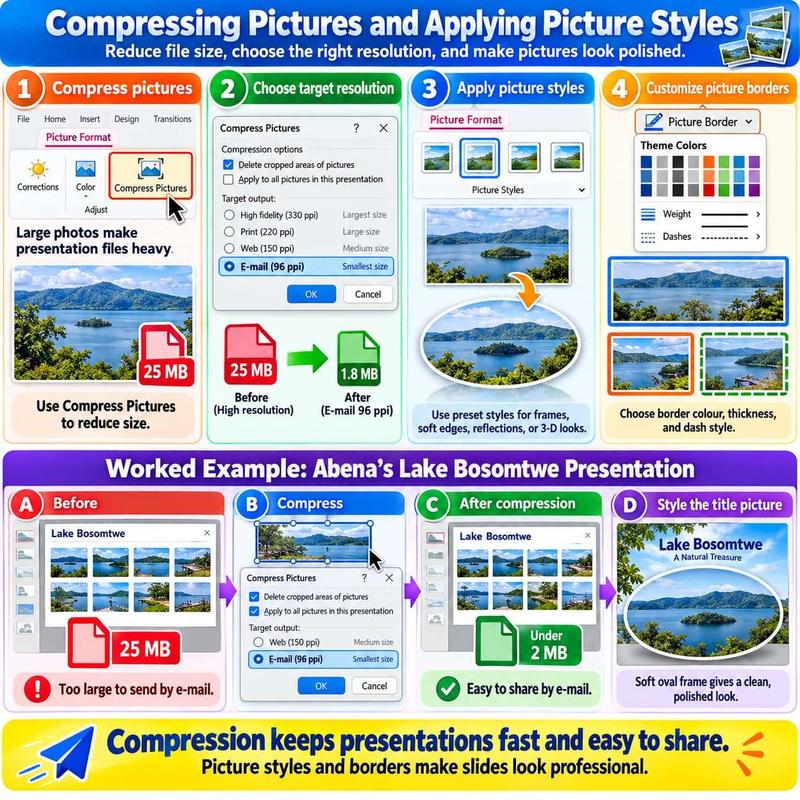 Compressing Pictures and Applying Picture Styles
Reduce file size, choose the right resolution, and make pictures look polished.
1 Compress pictures
File Home Insert Design Transitions
Picture Format
Corrections
Color
Compress Pictures
Adjust
Large photos make
presentation files heavy.
25 MB
Use Compress Pictures
to reduce size.
2 Choose target resolution
Compress Pictures ? ×
Compression options
Delete cropped areas of pictures
Apply to all pictures in this presentation
Target output:
High fidelity (330 ppi) Largest size
Print (220 ppi) Large size
Web (150 ppi) Medium size
E-mail (96 ppi) Smallest size
OK Cancel
25 MB
1.8 MB
Before
(High resolution)
After
(E-mail 96 ppi)
3 Apply picture styles
Picture Format
Picture Styles
Use preset styles for frames,
soft edges, reflections, or 3-D looks.
4 Customize picture borders
Picture Border
Theme Colors
Weight
Dashes
Choose border colour, thickness,
and dash style.
Worked Example: Abena's Lake Bosomtwe Presentation
A Before
Lake Bosomtwe ×
25 MB
! Too large to send by e-mail.
B Compress
Compress Pictures ? ×
Delete cropped areas of pictures
Apply to all pictures in this presentation
Target output:
Web (150 ppi) Medium size
E-mail (96 ppi) Smallest size
OK Cancel
C After compression
Lake Bosomtwe ×
Under
2 MB
Easy to share by e-mail.
D Style the title picture
Lake Bosomtwe
A Natural Treasure
Soft oval frame gives a clean,
polished look.
Compression keeps presentations fast and easy to share.
Picture styles and borders make slides look professional.